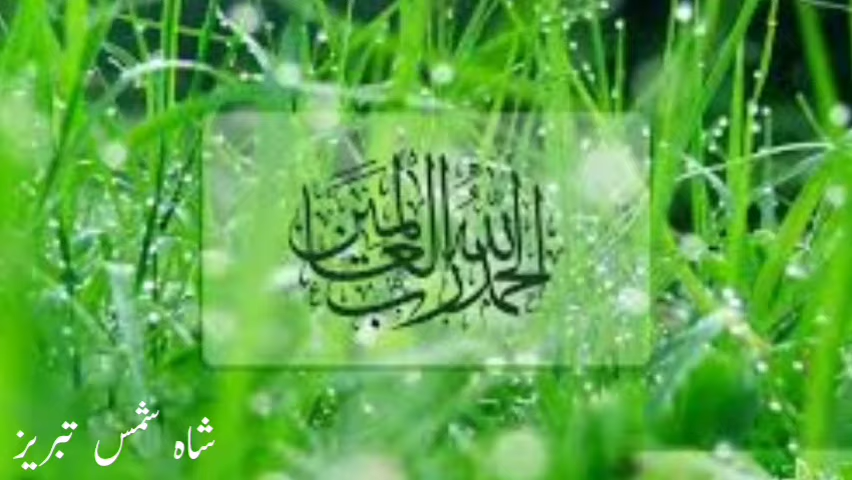 الحمد لله رب العالمين
شاہ شمس تبریز